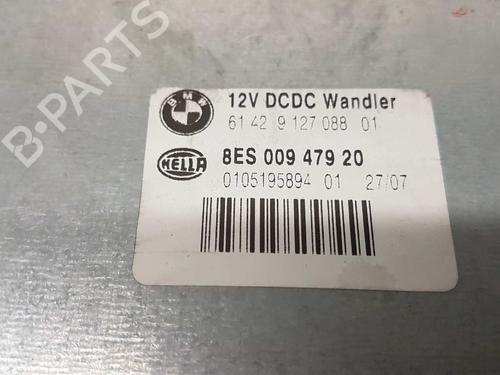 B-PARTS
BMW
12V DCDC Wandler
61 42 9 127 088 01
HELLA
8ES 009 479 20
0105195894 01 27/07